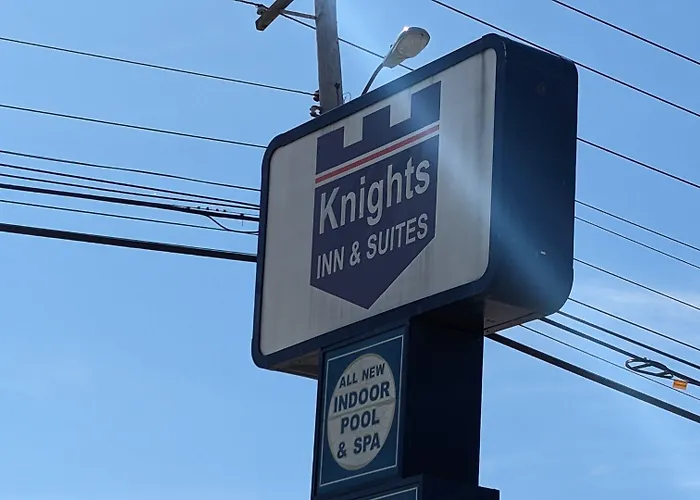 Knights
INN & SUITES
ALL NEW
INDOOR
POOL
& SPA